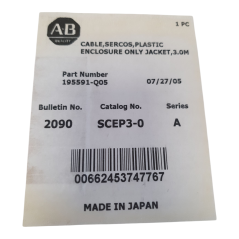 AB
1 PC
CABLE,SERCOS,PLASTIC
ENCLOSURE ONLY JACKET,3.0M
Part Number
195591-Q05
07/27/05
Bulletin No. Catalog No. Series
2090 SCEP3-0 A
00662453747767
MADE IN JAPAN